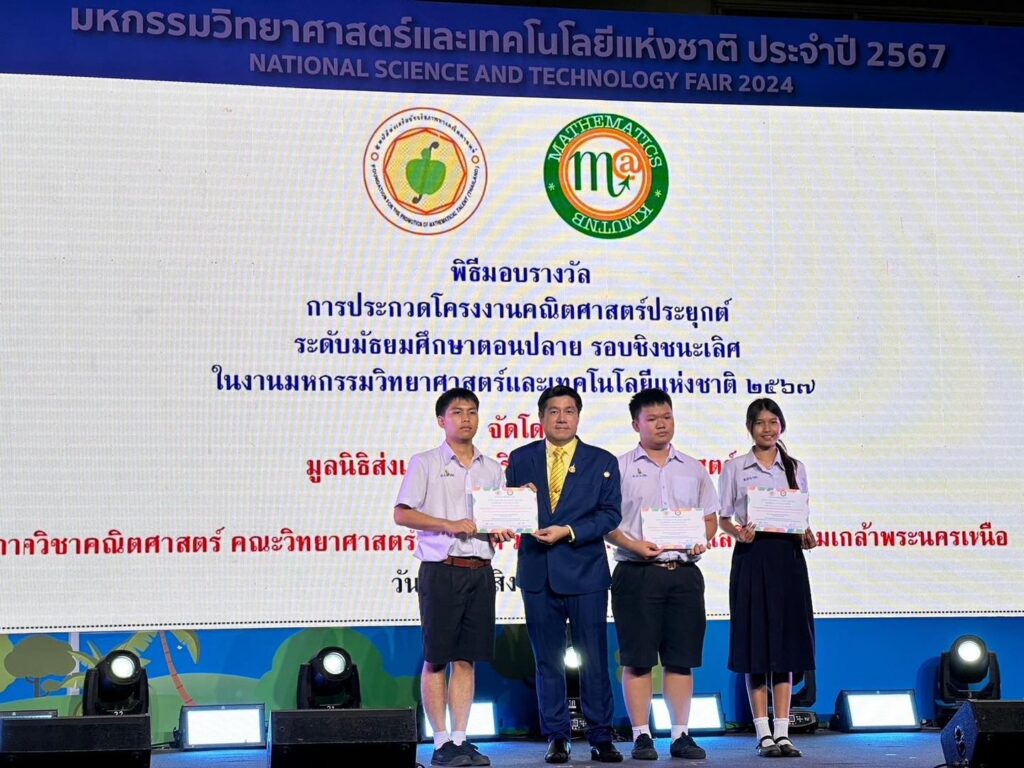 มหกรรมวิทยาศาสตร์และเทคโนโลยีแห่งชาติ ประจำปี 2567
NATIONAL SCIENCE AND TECHNOLOGY FAIR 2024
FOUNDATION FOR THE PROMOTION OF MATHEMATICAL TALENT (THAILAND)
MATHEMATICS
m@
KMUTNB
พิธีมอบรางวัล
การประกวดโครงงานคณิตศาสตร์ประยุกต์
ระดับมัธยมศึกษาตอนปลาย รอบชิงชนะเลิศ
ในงานมหกรรมวิทยาศาสตร์และเทคโนโลยีแห่งชาติ ๒๕๖๗
จัดโด
มูลนิธิส่งเ
ภาควิชาคณิตศาสตร์ คณะวิทยาศาสตร์ มเกล้าพระนครเหนือ
วัน สิง